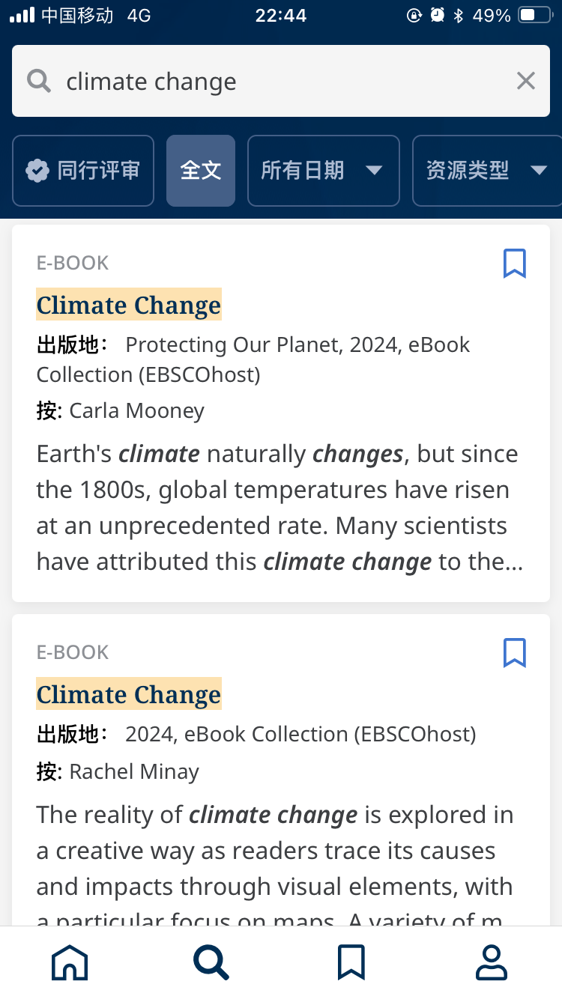 中国移动 4G 22:44 49%
climate change
同行评审 全文 所有日期 资源类型
E-BOOK
Climate Change
出版地： Protecting Our Planet, 2024, eBook
Collection (EBSCOhost)
按: Carla Mooney
Earth's climate naturally changes, but since
the 1800s, global temperatures have risen
at an unprecedented rate. Many scientists
have attributed this climate change to the...
E-BOOK
Climate Change
出版地： 2024, eBook Collection (EBSCOhost)
按: Rachel Minay
The reality of climate change is explored in
a creative way as readers trace its causes
and impacts through visual elements, with
a particular focus on maps. A variety of m